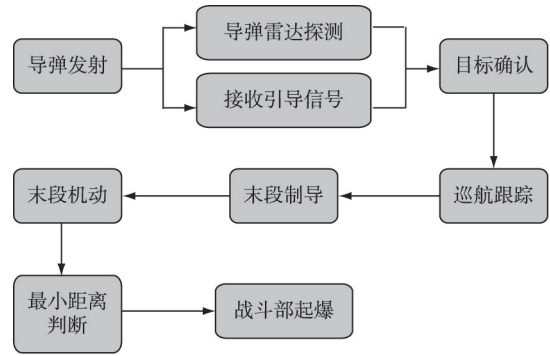 导弹发射
导弹雷达探测
接收引导信号
目标确认
巡航跟踪
末段制导
末段机动
最小距离
判断
战斗部起爆